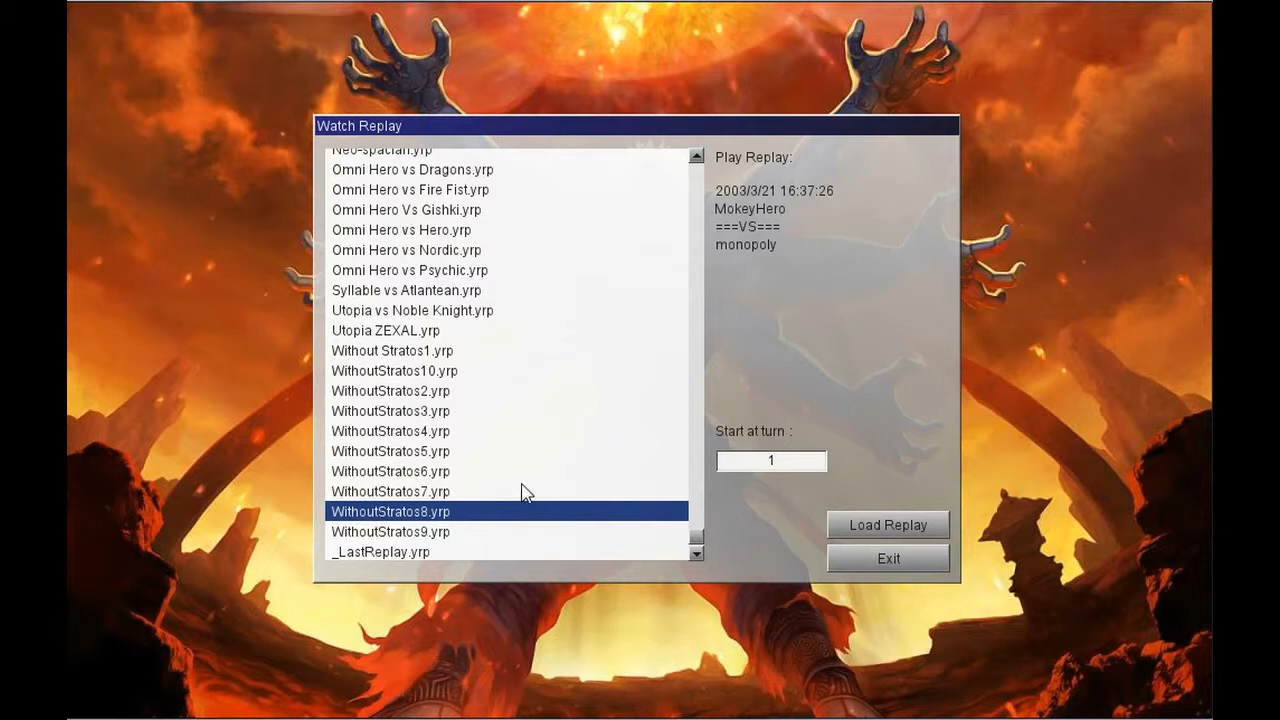 Watch Replay
Neo-spacian.yrp
Omni Hero vs Dragons.yrp
Omni Hero vs Fire Fist.yrp
Omni Hero Vs Gishki.yrp
Omni Hero vs Hero.yrp
Omni Hero vs Nordic.yrp
Omni Hero vs Psychic.yrp
Syllable vs Atlantean.yrp
Utopia vs Noble Knight.yrp
Utopia ZEXAL.yrp
Without Stratos1.yrp
WithoutStratos10.yrp
WithoutStratos2.yrp
WithoutStratos3.yrp
WithoutStratos4.yrp
WithoutStratos5.yrp
WithoutStratos6.yrp
WithoutStratos7.yrp
WithoutStratos8.yrp
WithoutStratos9.yrp
_LastReplay.yrp
Play Replay:
2003/3/21 16:37:26
MokeyHero
===VS===
monopoly
Start at turn :
1
Load Replay
Exit